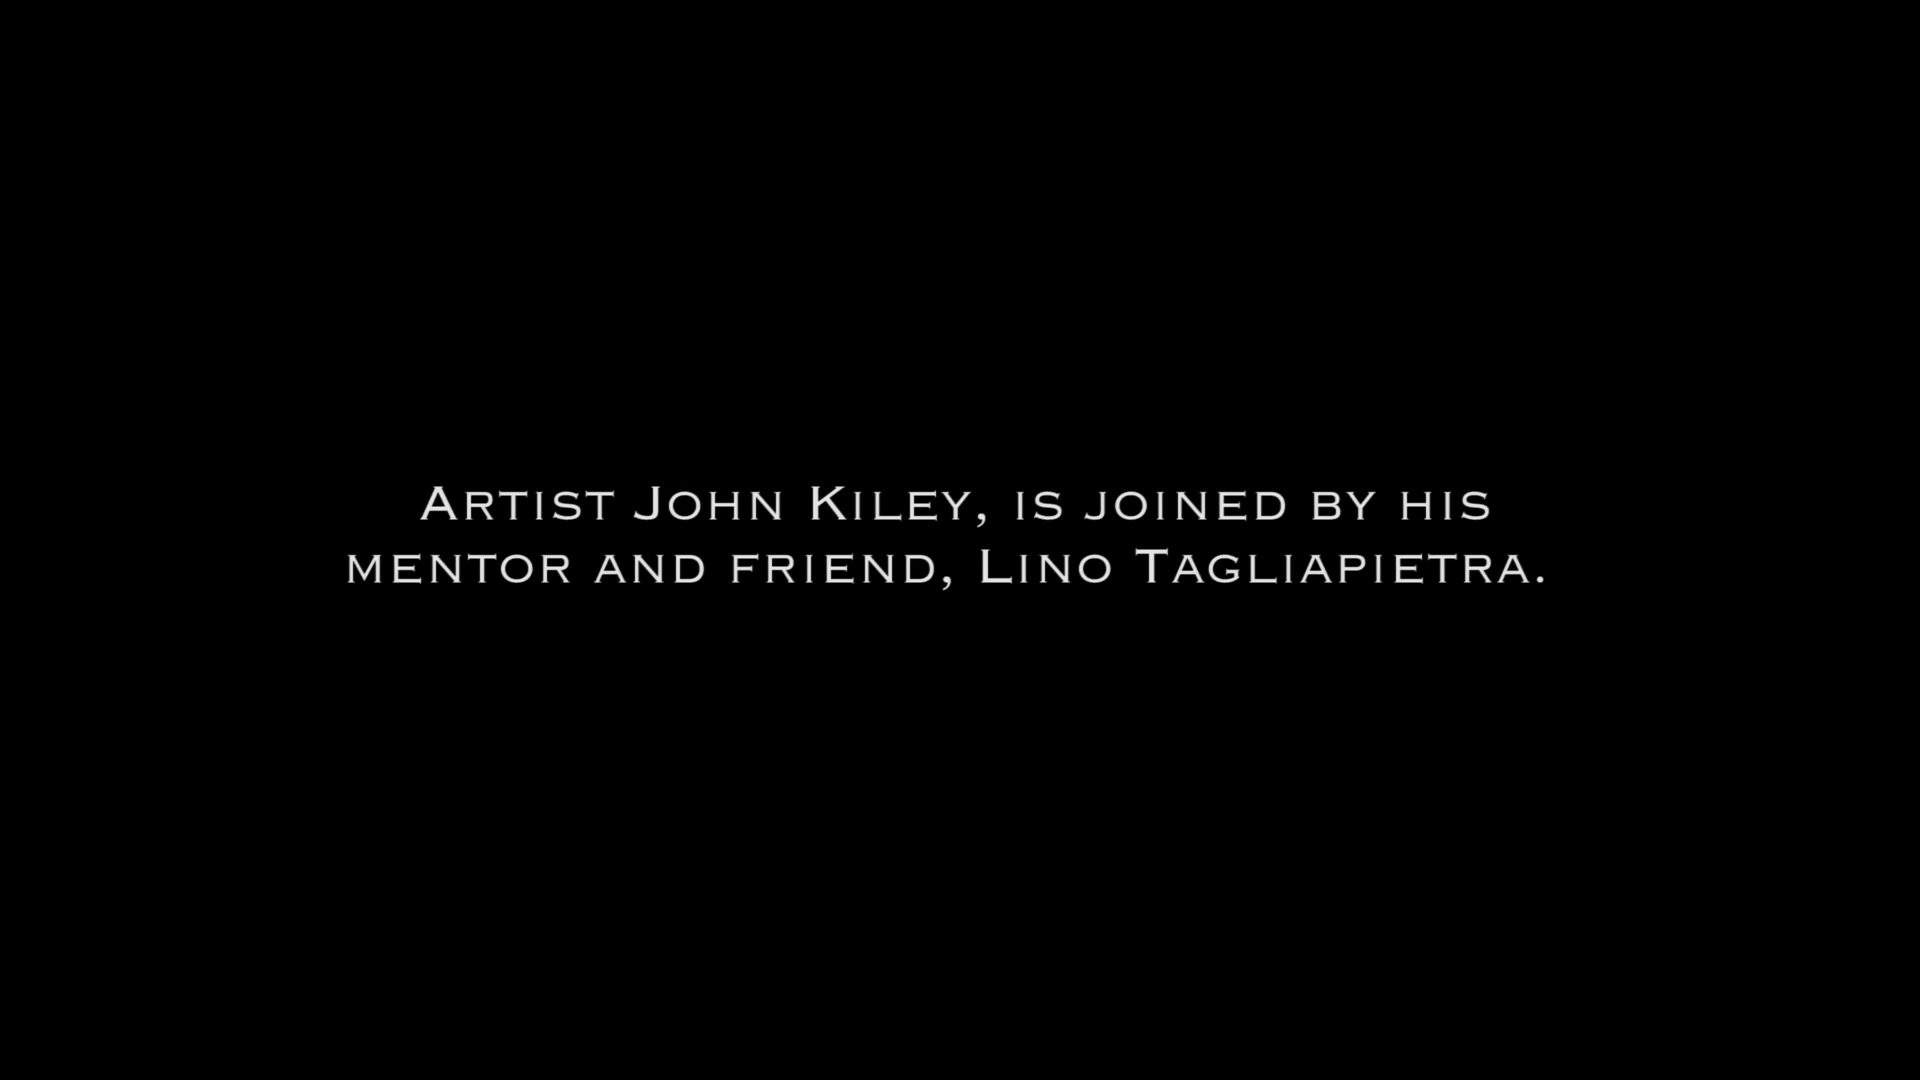 Artist John Kiley, is joined by his
mentor and friend, Lino Tagliapietra.